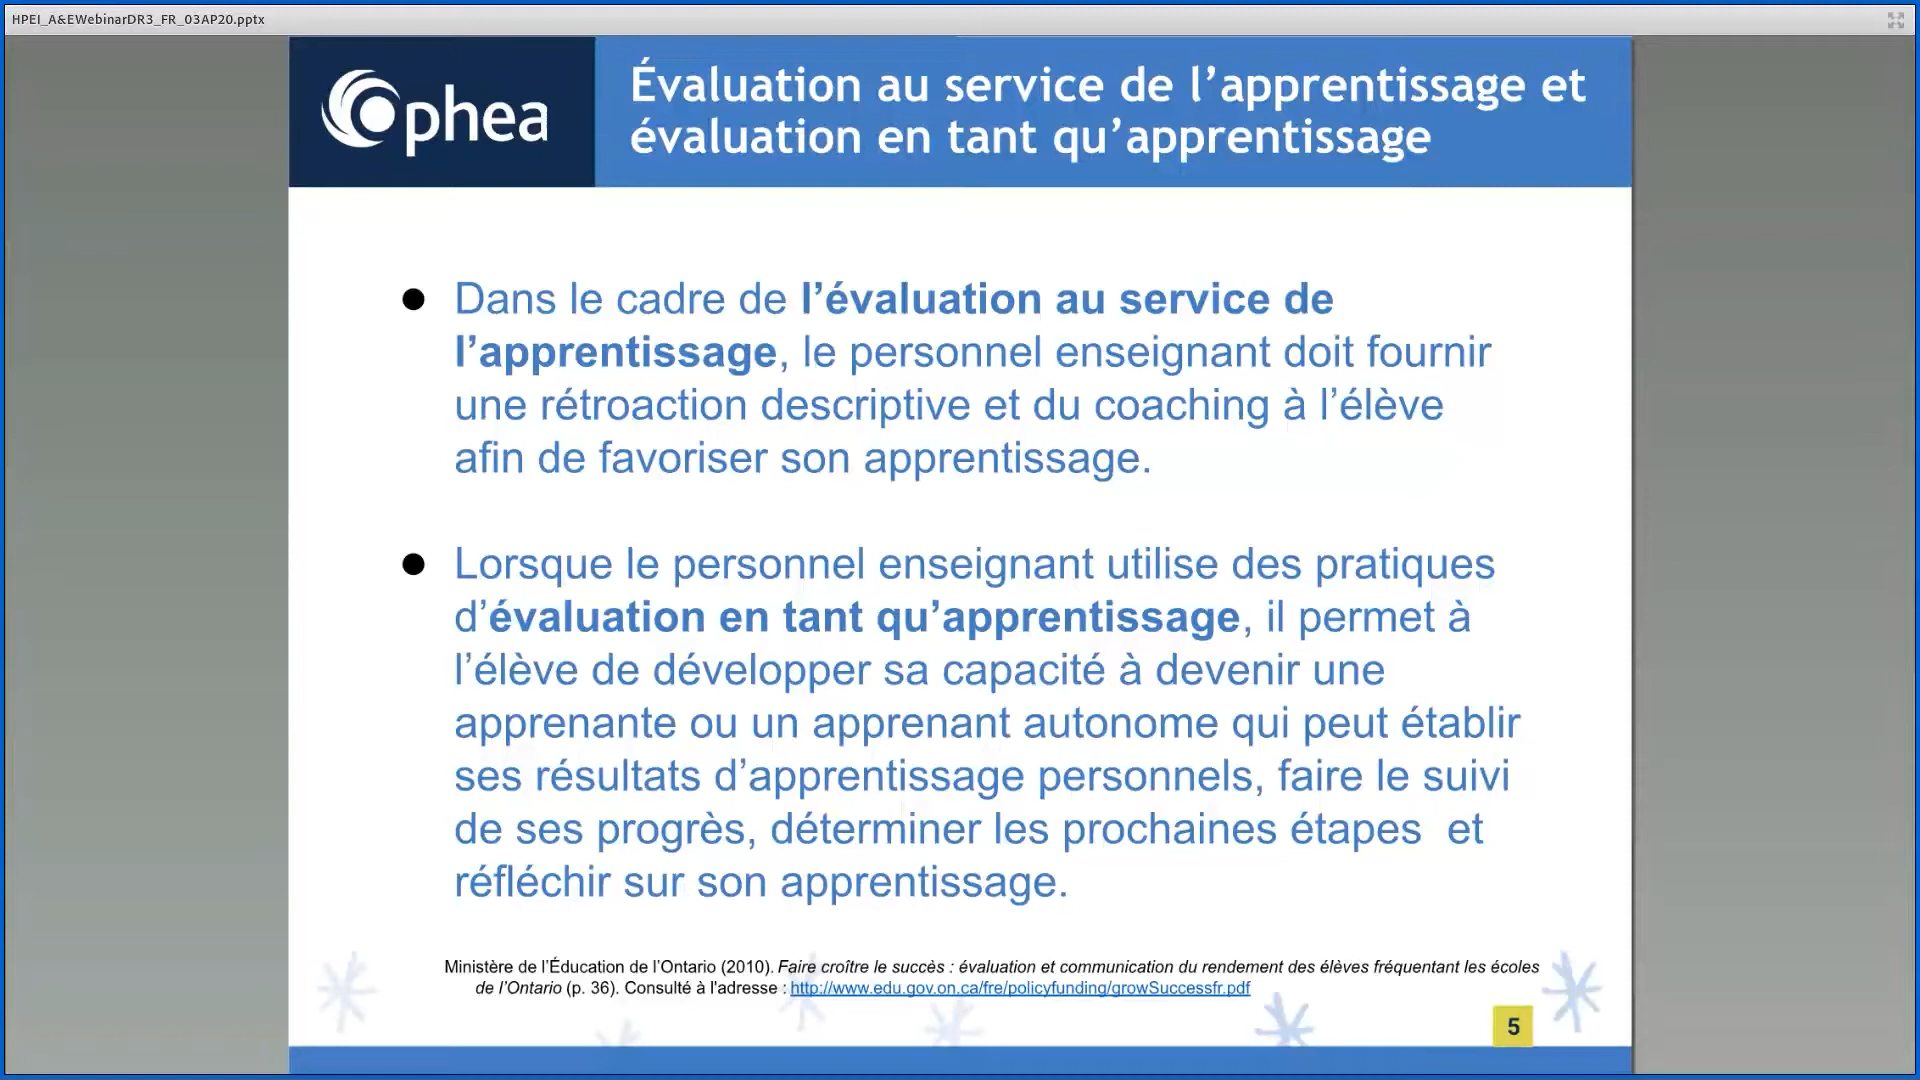 HPEI_A&EWebinarDR3_FR_03AP20.pptx
Ophea
Évaluation au service de l’apprentissage et
évaluation en tant qu’apprentissage
● Dans le cadre de l’évaluation au service de
l’apprentissage, le personnel enseignant doit fournir
une rétroaction descriptive et du coaching à l’élève
afin de favoriser son apprentissage.
● Lorsque le personnel enseignant utilise des pratiques
d’évaluation en tant qu’apprentissage, il permet à
l’élève de développer sa capacité à devenir une
apprenante ou un apprenant autonome qui peut établir
ses résultats d’apprentissage personnels, faire le suivi
de ses progrès, déterminer les prochaines étapes  et
réfléchir sur son apprentissage.
Ministère de l’Éducation de l’Ontario (2010). Faire croître le succès : évaluation et communication du rendement des élèves fréquentant les écoles
de l’Ontario (p. 36). Consulté à l'adresse : http://www.edu.gov.on.ca/fre/policyfunding/growSuccessfr.pdf
5